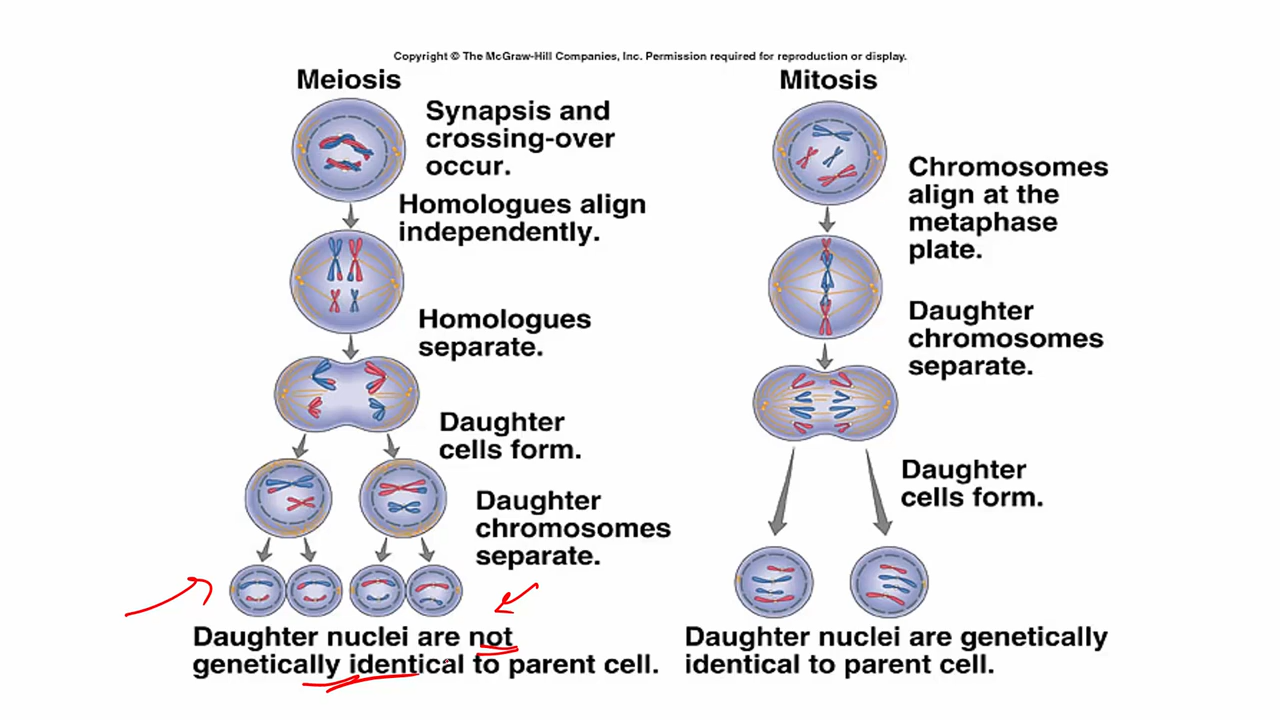 Copyright © The McGraw-Hill Companies, Inc. Permission required for reproduction or display.
Meiosis
Synapsis and
crossing-over
occur.
Homologues align
independently.
Homologues
separate.
Daughter
cells form.
Daughter
chromosomes
separate.
Daughter nuclei are not
genetically identical to parent cell.
Mitosis
Chromosomes
align at the
metaphase
plate.
Daughter
chromosomes
separate.
Daughter
cells form.
Daughter nuclei are genetically
identical to parent cell.